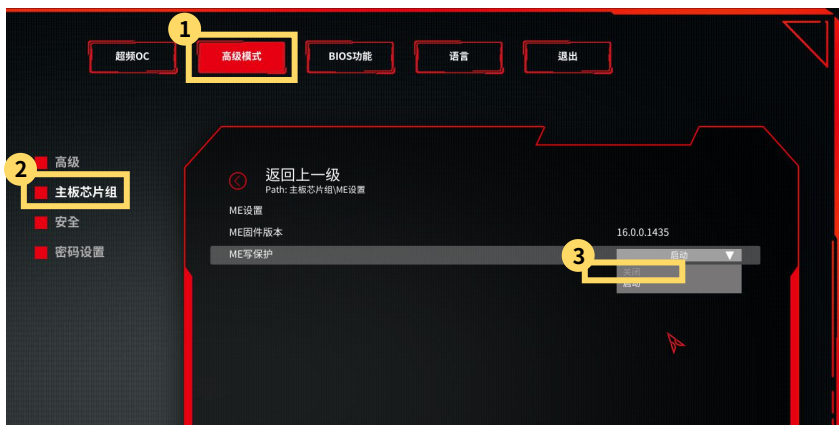 1
超频OC 高级模式 BIOS功能 语言 退出
2
高级
主板芯片组
安全
密码设置
返回上一级
Path: 主板芯片组\ME设置
ME设置
ME固件版本 16.0.0.1435
ME写保护 启动
3
关闭
启动